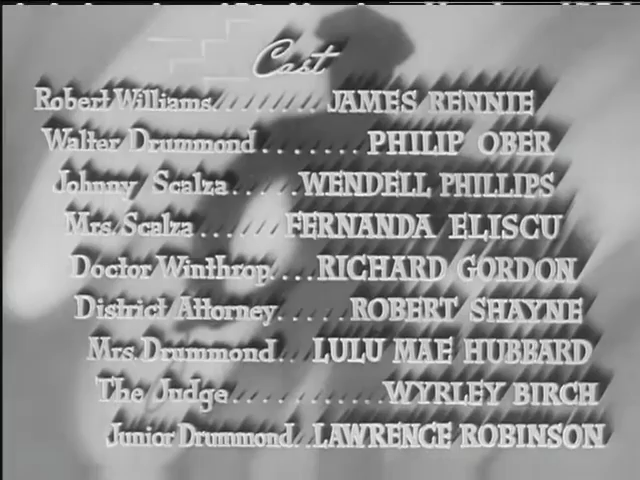 Cast
Robert Williams......... JAMES RENNIE
Walter Drummond........ PHILIP OBER
Johnny Scalza..... WENDELL PHILLIPS
Mrs. Scalza...... FERNANDA ELISCU
Doctor Winthrop.... RICHARD GORDON
District Attorney...... ROBERT SHAYNE
Mrs. Drummond... LULU MAE HUBBARD
The Judge............ WYRLEY BIRCH
Junior Drummond.. LAWRENCE ROBINSON